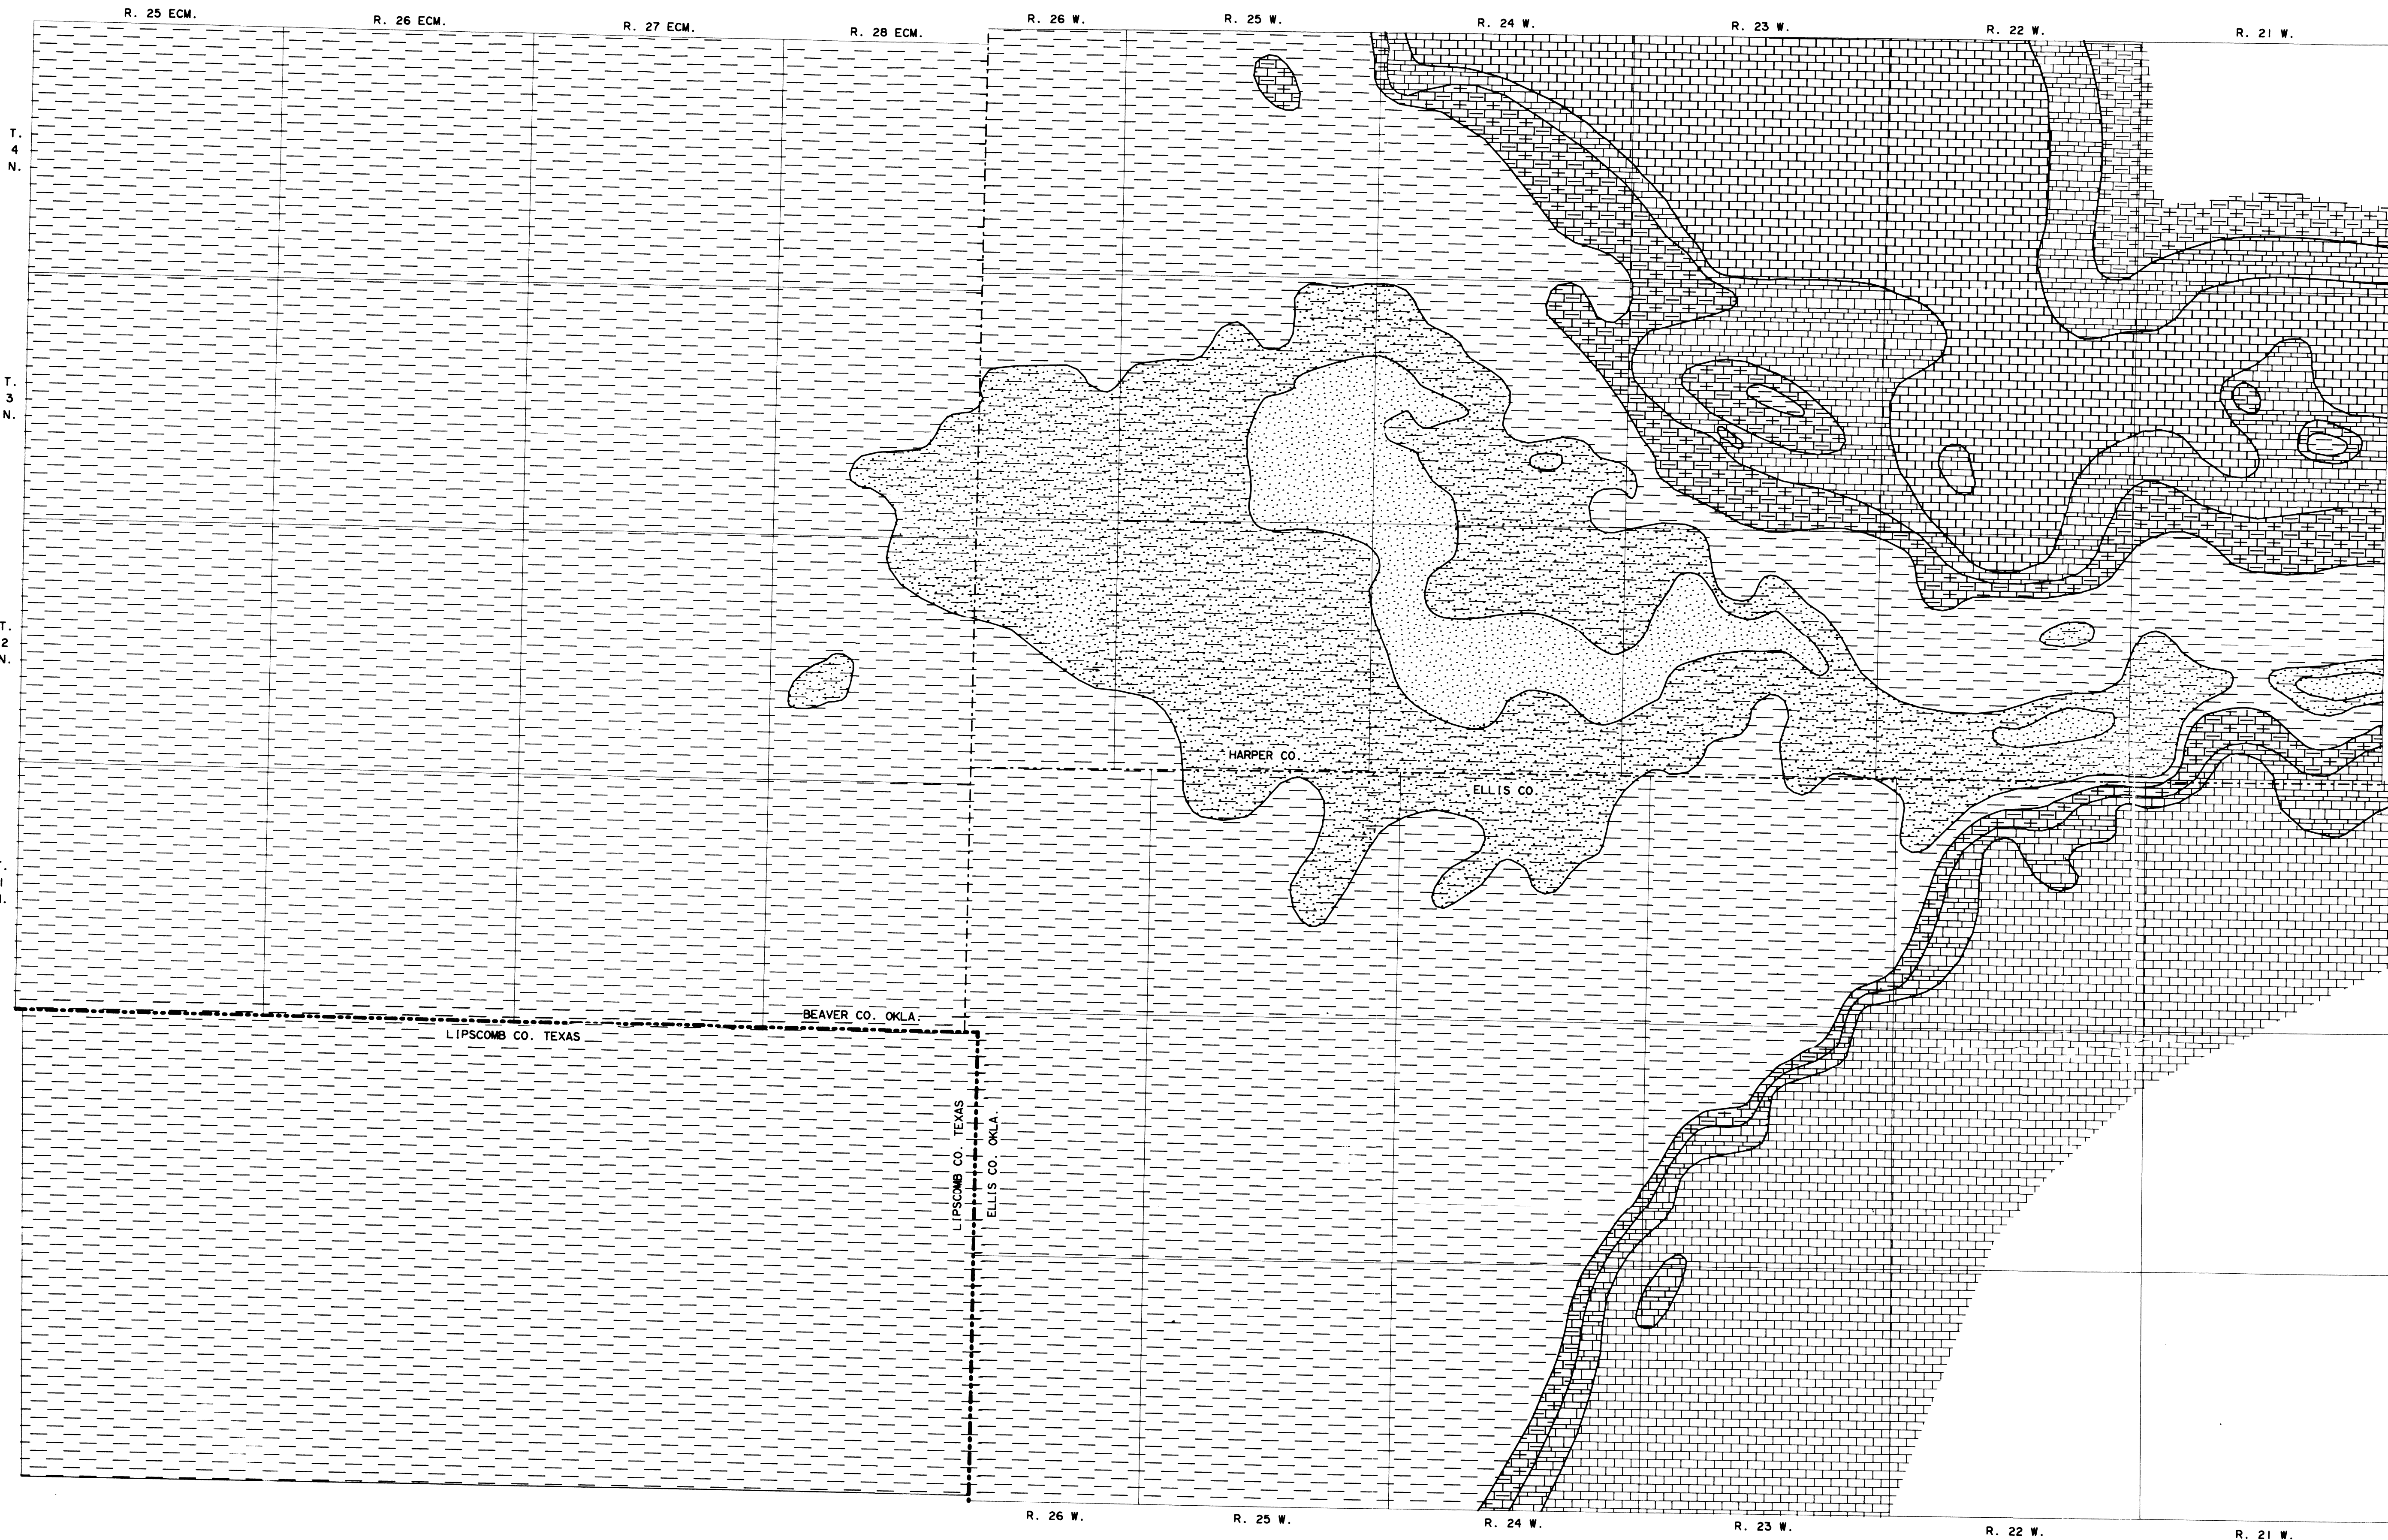 R. 25 ECM.
R. 26 ECM.
R. 27 ECM.
R. 28 ECM.
R. 26 W.
R. 25 W.
R. 24 W.
R. 23 W.
R. 22 W.
R. 21 W.
T.
4
N.
T.
3
N.
T.
2
N.
HARPER CO.
ELLIS CO.
BEAVER CO. OKLA.
LIPSCOMB CO. TEXAS
LIPSCOMB CO. TEXAS
ELLIS CO. OKLA.
R. 26 W.
R. 25 W.
R. 24 W.
R. 23 W.
R. 22 W.
R. 21 W.